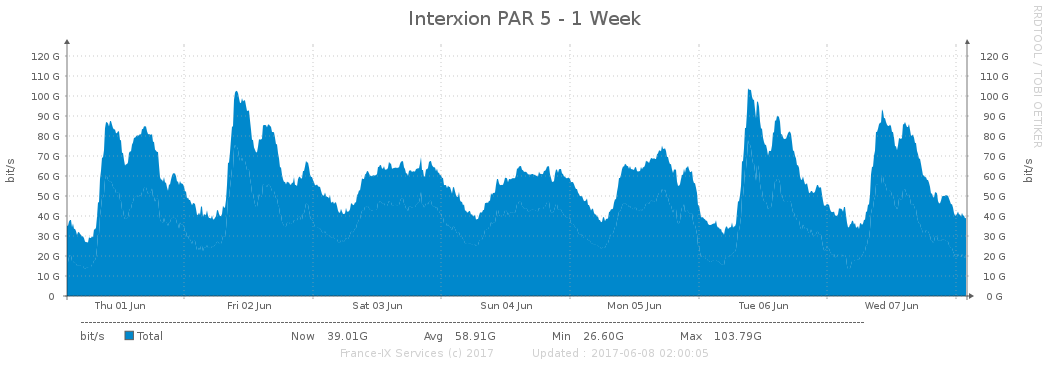 Interxion PAR 5 - 1 Week
RRDTOOL / TOBI OETIKER
bit/s
bit/s
120 G 120 G
110 G 110 G
100 G 100 G
90 G 90 G
80 G 80 G
70 G 70 G
60 G 60 G
50 G 50 G
40 G 40 G
30 G 30 G
20 G 20 G
10 G 10 G
0 0 G
Thu 01 Jun Fri 02 Jun Sat 03 Jun Sun 04 Jun Mon 05 Jun Tue 06 Jun Wed 07 Jun
bit/s Total Now 39.01G Avg 58.91G Min 26.60G Max 103.79G
France-IX Services (c) 2017 Updated : 2017-06-08 02:00:05